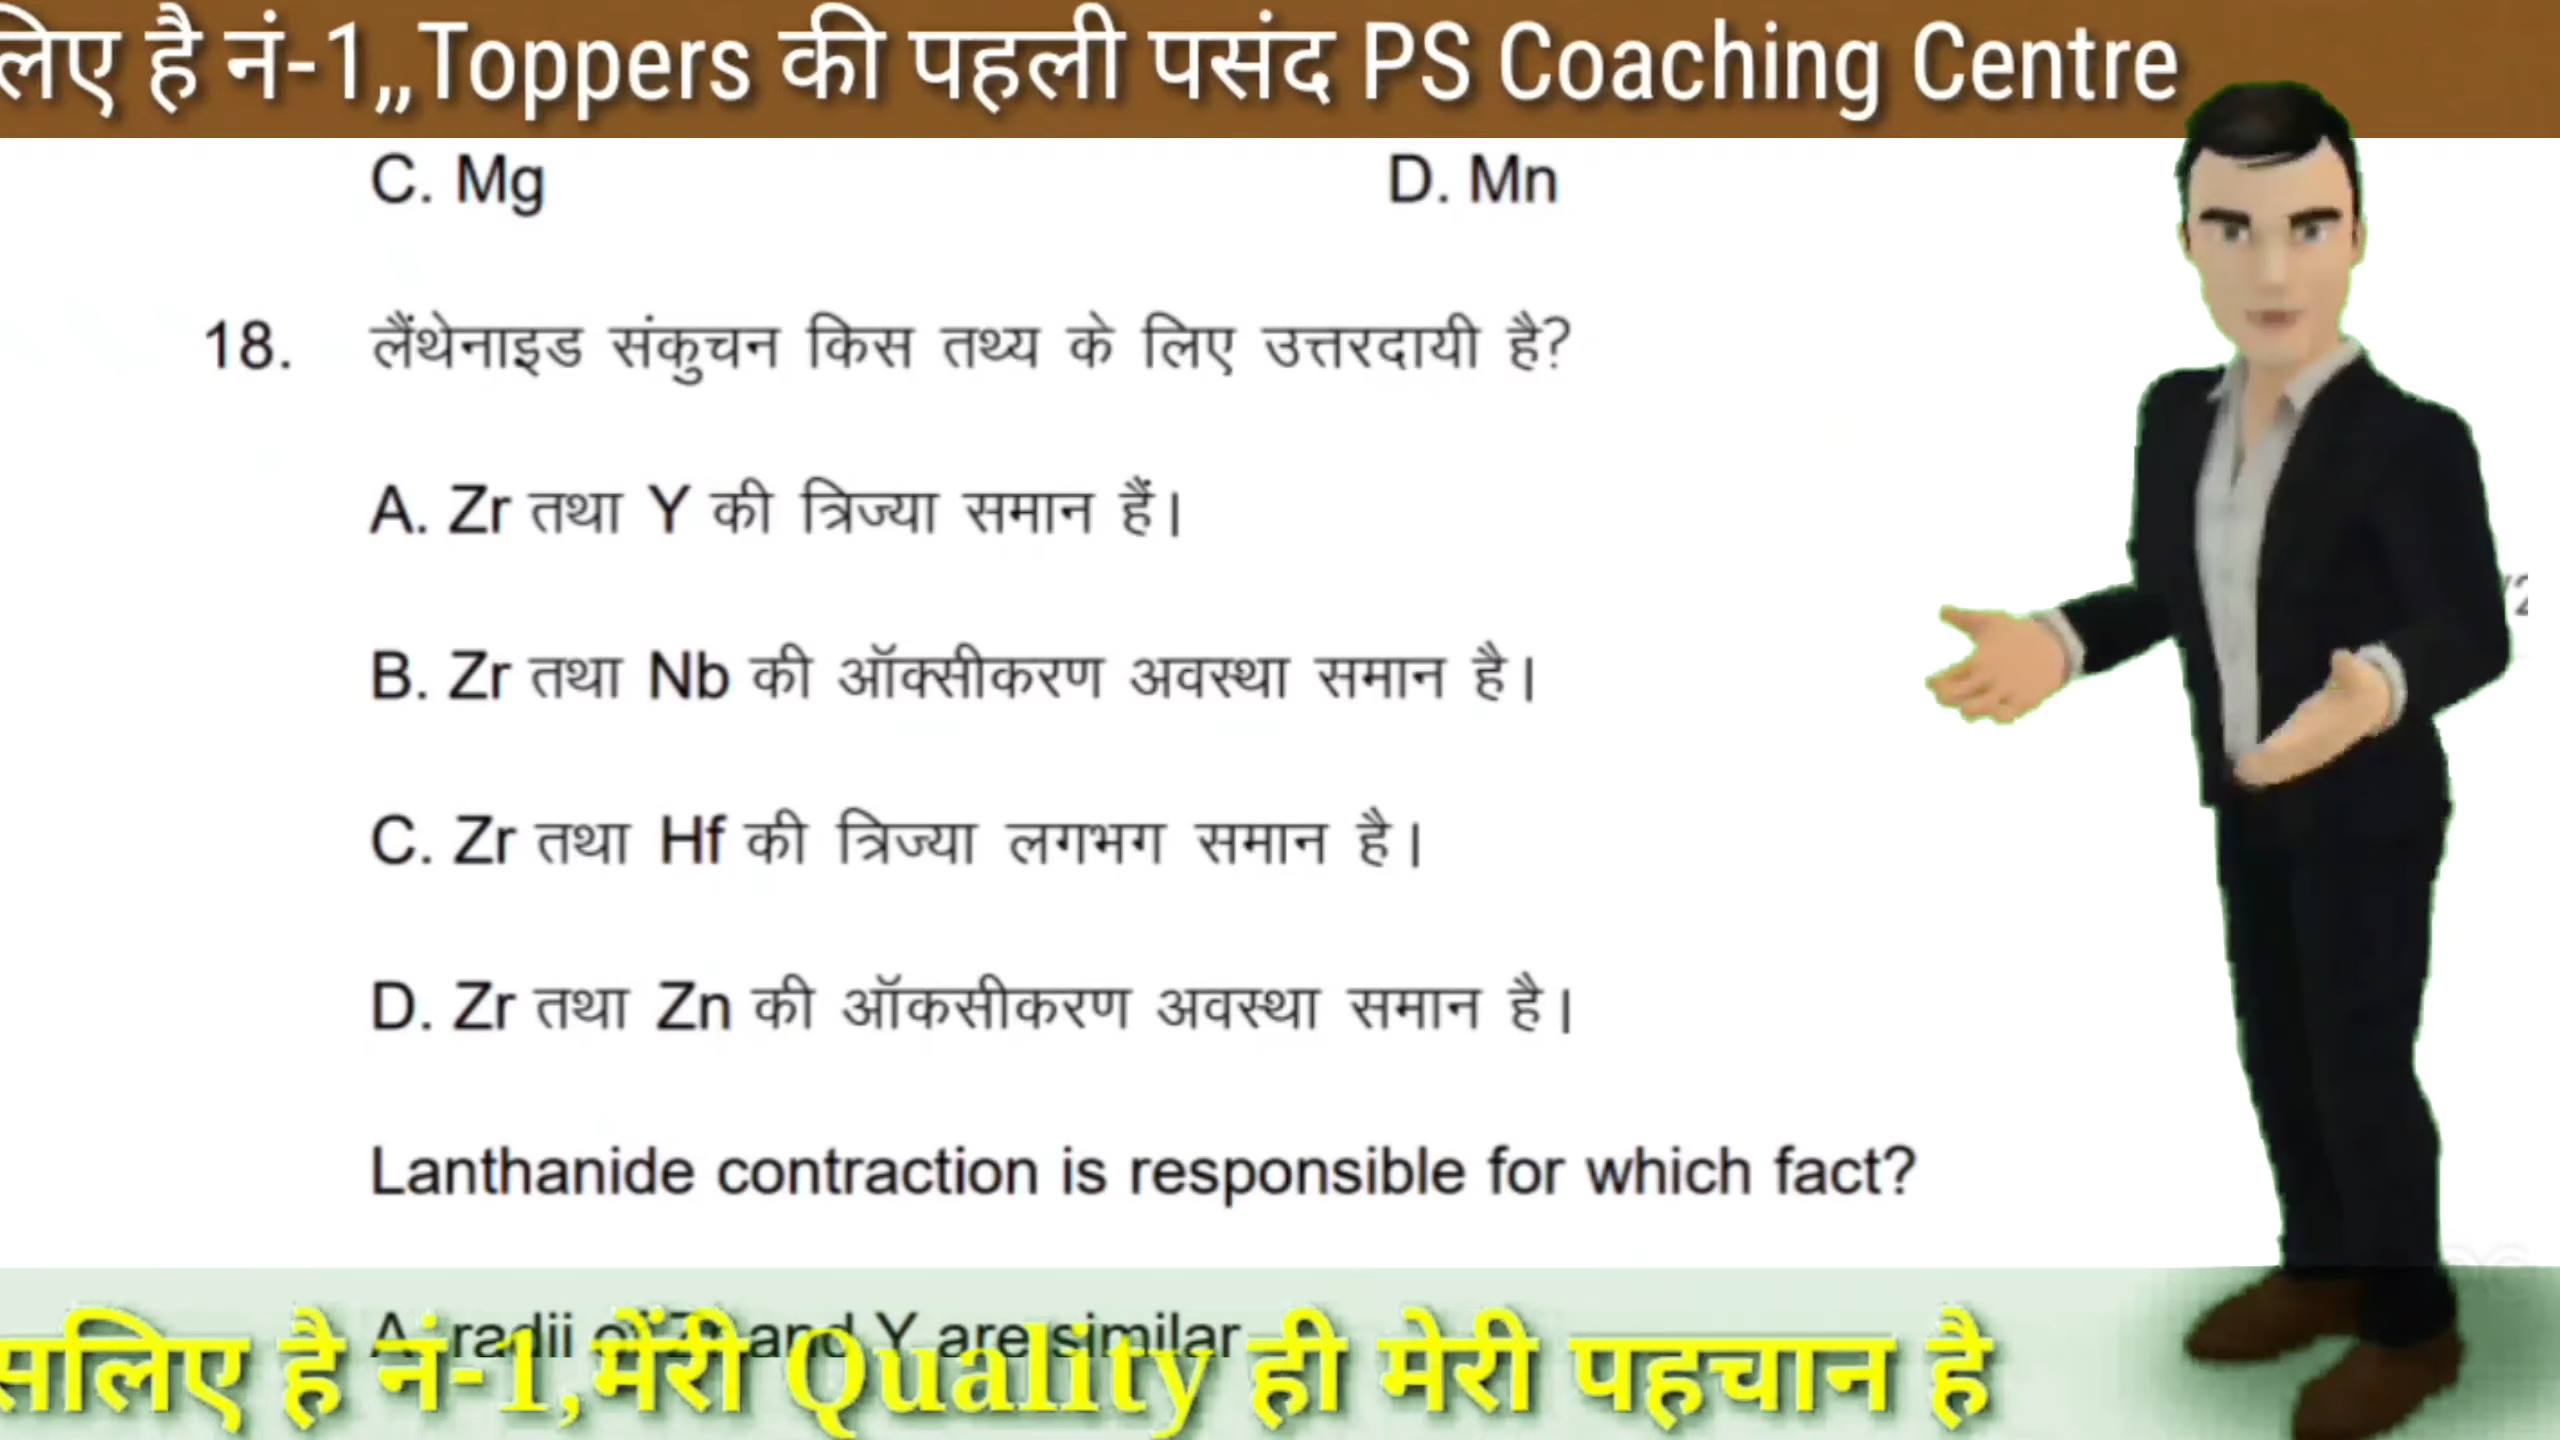 लिए है नं-1,,Toppers की पहली पसंद PS Coaching Centre
C. Mg D. Mn
18. लैंथेनाइड संकुचन किस तथ्य के लिए उत्तरदायी है?
A. Zr तथा Y की त्रिज्या समान हैं।
B. Zr तथा Nb की ऑक्सीकरण अवस्था समान है।
C. Zr तथा Hf की त्रिज्या लगभग समान है।
D. Zr तथा Zn की ऑकसीकरण अवस्था समान है।
Lanthanide contraction is responsible for which fact?
A. radii of Zr and Y are similar
सलिए है नं-1,मेंरी Quality ही मेरी पहचान है